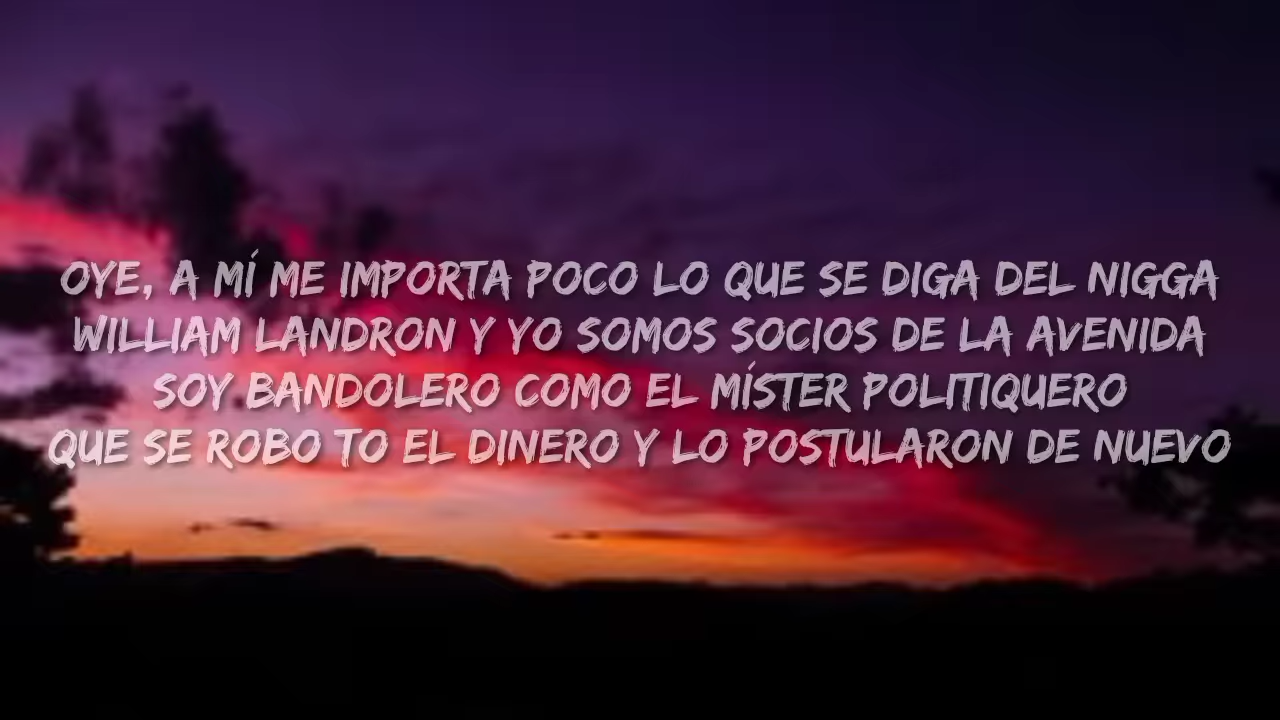 OYE, A MÍ ME IMPORTA POCO LO QUE SE DIGA DEL NIGGA
WILLIAM LANDRON Y YO SOMOS SOCIOS DE LA AVENIDA
SOY BANDOLERO COMO EL MÍSTER POLITIQUERO
QUE SE ROBO TO EL DINERO Y LO POSTULARON DE NUEVO